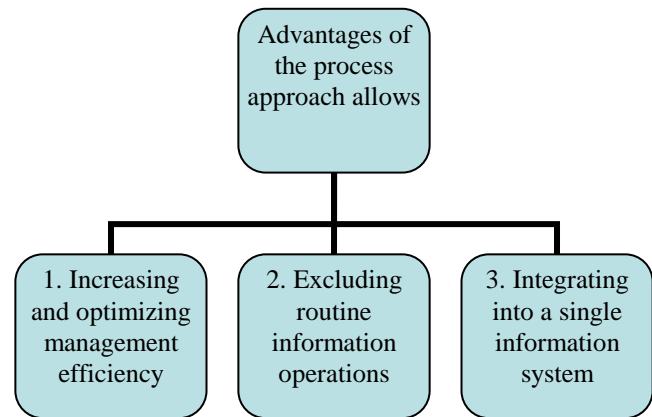 Advantages of
the process
approach allows
1. Increasing
and optimizing
management
efficiency
2. Excluding
routine
information
operations
3. Integrating
into a single
information
system